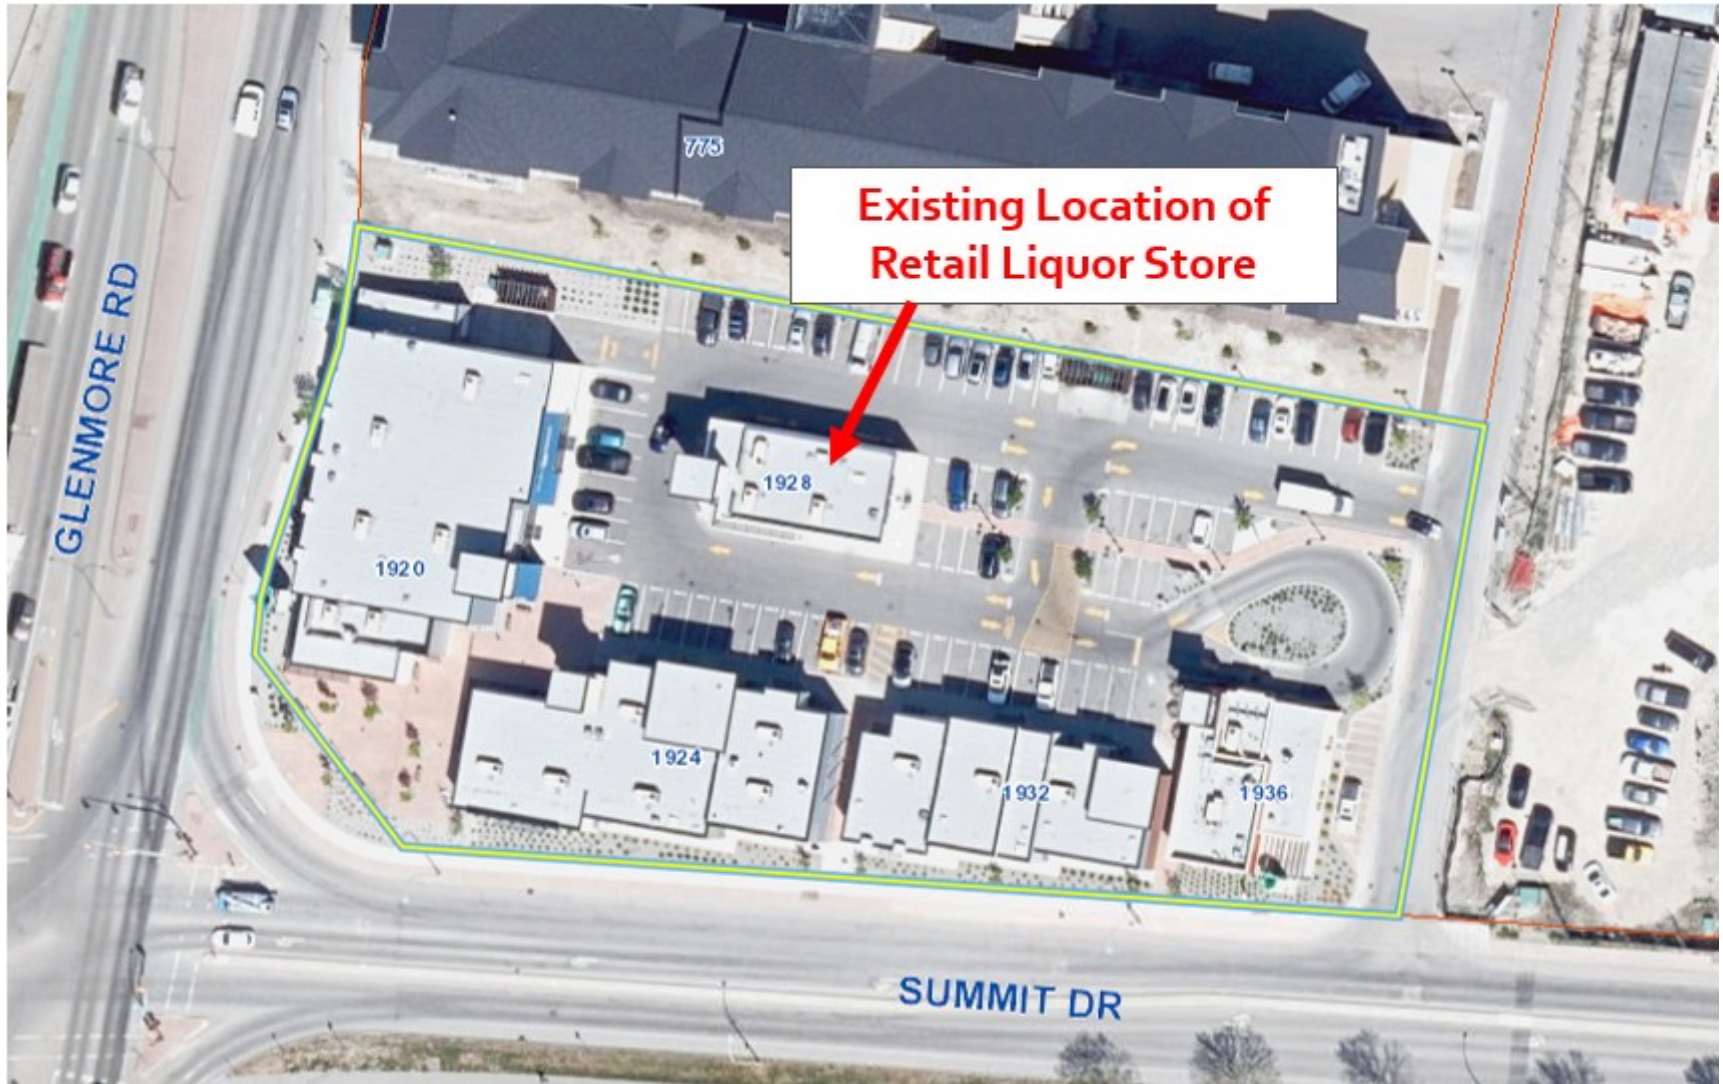 775
Existing Location of
Retail Liquor Store
GLENMORE RD
1928
1920
1924
1932
1936
SUMMIT DR